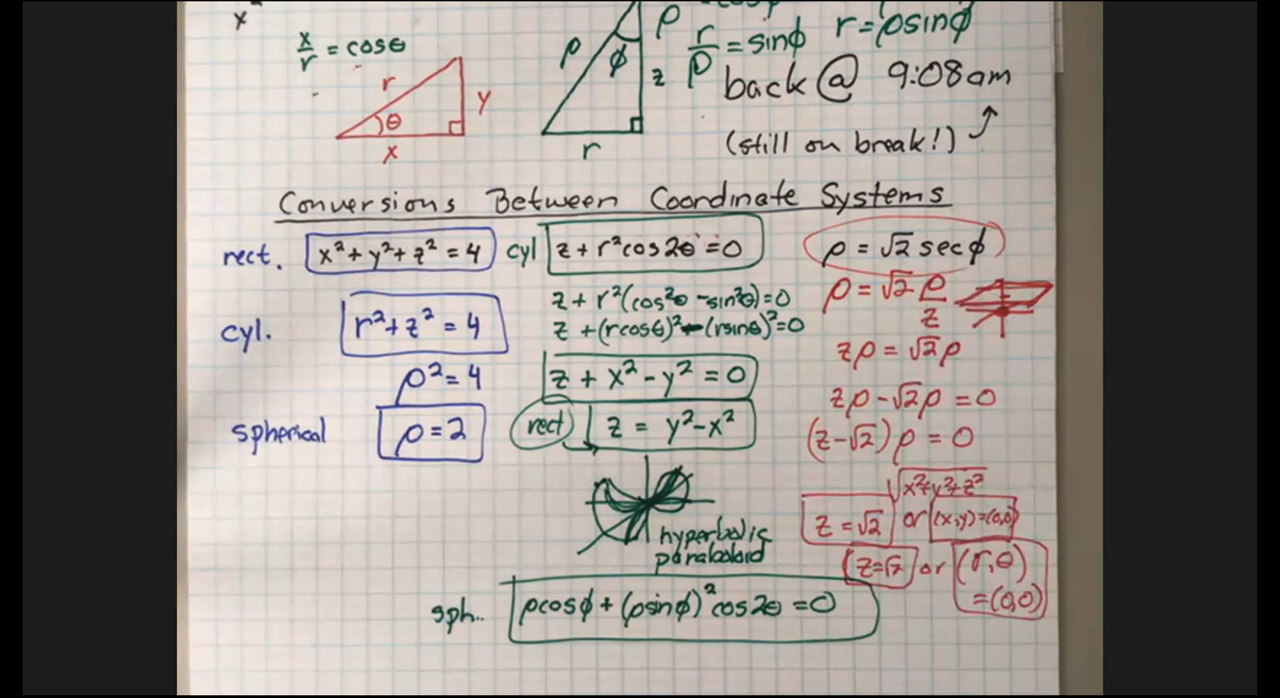 x²
x/r = cosθ
r
θ
y
x
ρ
φ
ρ
z
r
r/ρ = sinφ r = ρsinφ
back @ 9:08am
(still on break!)
Conversions Between Coordinate Systems
rect. x² + y² + z² = 4
cyl. r² + z² = 4
ρ² = 4
spherical ρ = 2
cyl z + r²cos2θ = 0
z + r²(cos²θ - sin²θ) = 0
z + (rcosθ)² - (rsinθ)² = 0
z + x² - y² = 0
rect z = y² - x²
hyperbolic
paraboloid
sph.. ρcosφ + (ρsinφ)²cos2θ = 0
ρ = √2 secφ
ρ = √2 ρ/z
zρ = √2ρ
zρ - √2ρ = 0
(z-√2)ρ = 0
√x²+y²+z²
z = √2 or (x,y)=(0,0)
z=√2 or (r,θ)
=(0,0)